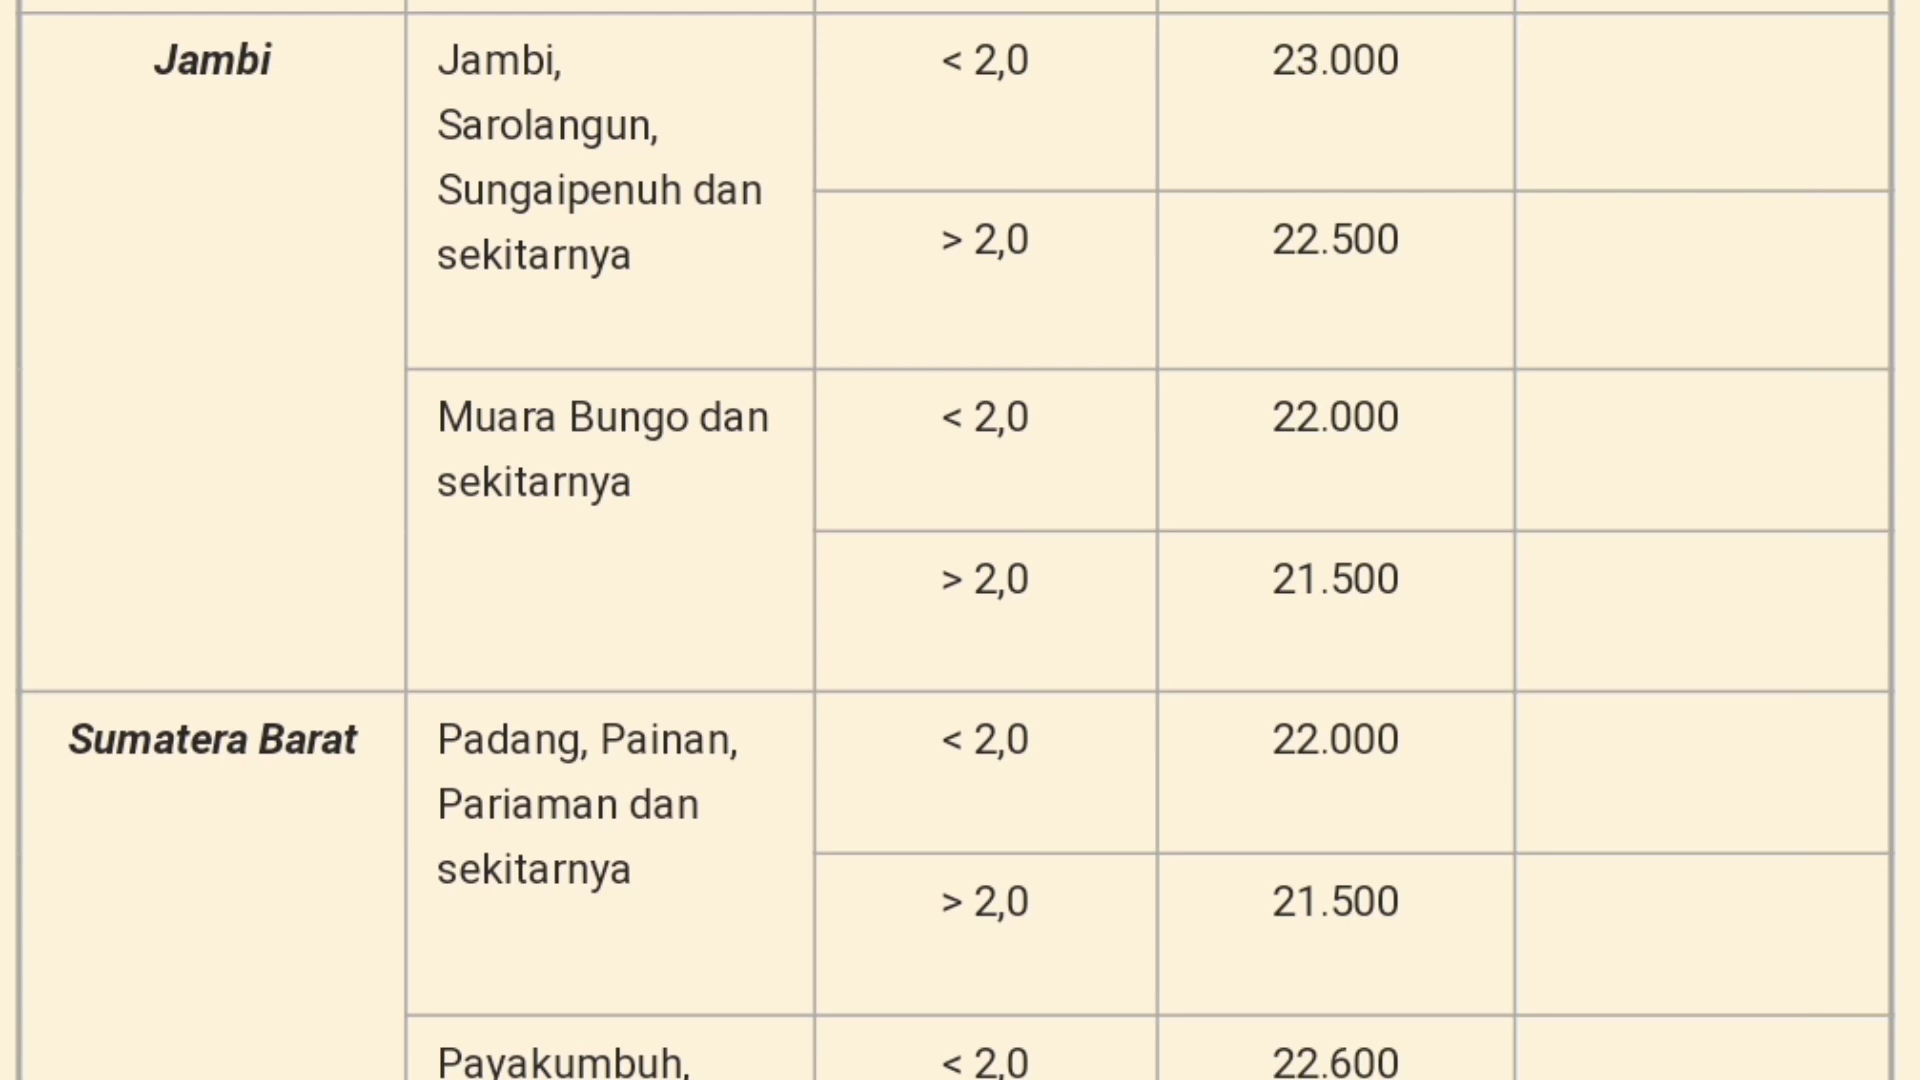 Jambi
Jambi,
Sarolangun,
Sungaipenuh dan
sekitarnya
< 2,0
23.000
> 2,0
22.500
Muara Bungo dan
sekitarnya
< 2,0
22.000
> 2,0
21.500
Sumatera Barat
Padang, Painan,
Pariaman dan
sekitarnya
< 2,0
22.000
> 2,0
21.500
Payakumbuh,
< 2,0
22.600